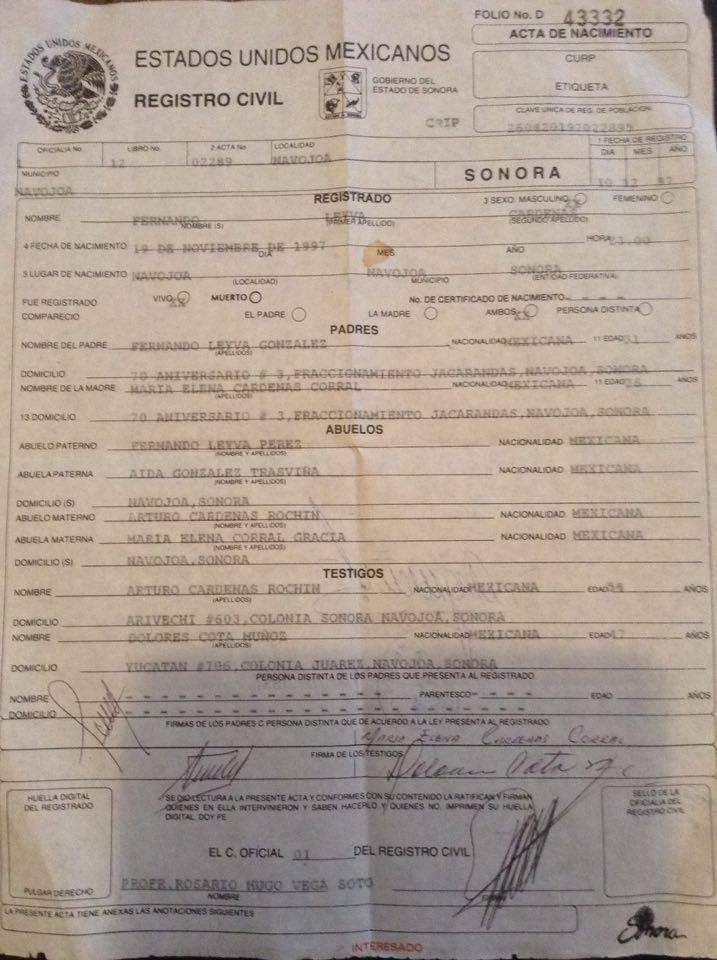 FOLIO No. D 43332
ACTA DE NACIMIENTO
ESTADOS UNIDOS MEXICANOS
ESTADOS UNIDOS MEXICANOS
REGISTRO CIVIL
GOBIERNO DEL ESTADO DE SONORA
CURP
ETIQUETA
CLAVE UNICA DE REG. DE POBLACION
CRIP
OFICIALIA No. LIBRO No. 2 ACTA No LOCALIDAD
1 12 02289 NAVOJOA
1 FECHA DE REGISTRO
DIA MES AÑO
MUNICIPIO
NAVOJOA
SONORA
10 12 97
REGISTRADO
3 SEXO: MASCULINO FEMENINO
NOMBRE FERNANDO LEYVA CARDENAS
NOMBRE (S) (PRIMER APELLIDO) (SEGUNDO APELLIDO)
4 FECHA DE NACIMIENTO 19 DE NOVIEMBRE DE 1997 HORA
DIA MES AÑO
5 LUGAR DE NACIMIENTO NAVOJOA NAVOJOA SONORA
(LOCALIDAD) MUNICIPIO (ENTIDAD FEDERATIVA)
FUE REGISTRADO VIVO XX MUERTO No. DE CERTIFICADO DE NACIMIENTO
COMPARECIO EL PADRE LA MADRE AMBOS XX PERSONA DISTINTA
PADRES
NOMBRE DEL PADRE FERNANDO LEYVA GONZALEZ NACIONALIDAD MEXICANA 11 EDAD AÑOS
(APELLIDOS)
DOMICILIO 70 ANIVERSARIO # 3,FRACCIONAMIENTO JACARANDAS,NAVOJOA,SONORA
NOMBRE DE LA MADRE MARIA ELENA CARDENAS CORRAL NACIONALIDAD MEXICANA 11 EDAD AÑOS
(APELLIDOS)
13 DOMICILIO 70 ANIVERSARIO # 3,FRACCIONAMIENTO JACARANDAS,NAVOJOA,SONORA
ABUELOS
ABUELO PATERNO FERNANDO LEYVA PEREZ NACIONALIDAD MEXICANA
(NOMBRE Y APELLIDOS)
ABUELA PATERNA AIDA GONZALEZ TRASVIÑA NACIONALIDAD MEXICANA
(NOMBRE Y APELLIDOS)
DOMICILIO (S) NAVOJOA,SONORA
ABUELO MATERNO ARTURO CARDENAS ROCHIN NACIONALIDAD MEXICANA
(NOMBRE Y APELLIDOS)
ABUELA MATERNA MARIA ELENA CORRAL GRACIA NACIONALIDAD MEXICANA
(NOMBRE Y APELLIDOS)
DOMICILIO (S) NAVOJOA,SONORA
TESTIGOS
NOMBRE ARTURO CARDENAS ROCHIN NACIONALIDAD MEXICANA EDAD AÑOS
(APELLIDOS)
DOMICILIO ARIVECHI #603,COLONIA SONORA NAVOJOA,SONORA
NOMBRE DOLORES COTA MUÑOZ NACIONALIDAD MEXICANA EDAD AÑOS
(APELLIDOS)
DOMICILIO YUCATAN #706,COLONIA JUAREZ,NAVOJOA,SONORA
PERSONA DISTINTA DE LOS PADRES QUE PRESENTA AL REGISTRADO
NOMBRE PARENTESCO EDAD AÑOS
DOMICILIO
FIRMAS DE LOS PADRES O PERSONA DISTINTA QUE DE ACUERDO A LA LEY PRESENTA AL REGISTRADO
MARIA ELENA CARDENAS CORRAL
FIRMA DE LOS TESTIGOS
Dolores Cota
HUELLA DIGITAL DEL REGISTRADO
SE DIO LECTURA A LA PRESENTE ACTA Y CONFORMES CON SU CONTENIDO LA RATIFICAN Y FIRMAN
QUIENES EN ELLA INTERVINIERON Y SABEN HACERLO Y QUIENES NO, IMPRIMEN SU HUELLA
DIGITAL. DOY FE
SELLO DE LA OFICIALIA DEL REGISTRO CIVIL
EL C. OFICIAL 01 DEL REGISTRO CIVIL
PULGAR DERECHO
PROFR.ROSARIO HUGO VEGA SOTO
NOMBRE
LA PRESENTE ACTA TIENE ANEXAS LAS ANOTACIONES SIGUIENTES
Sonora
INTERESADO